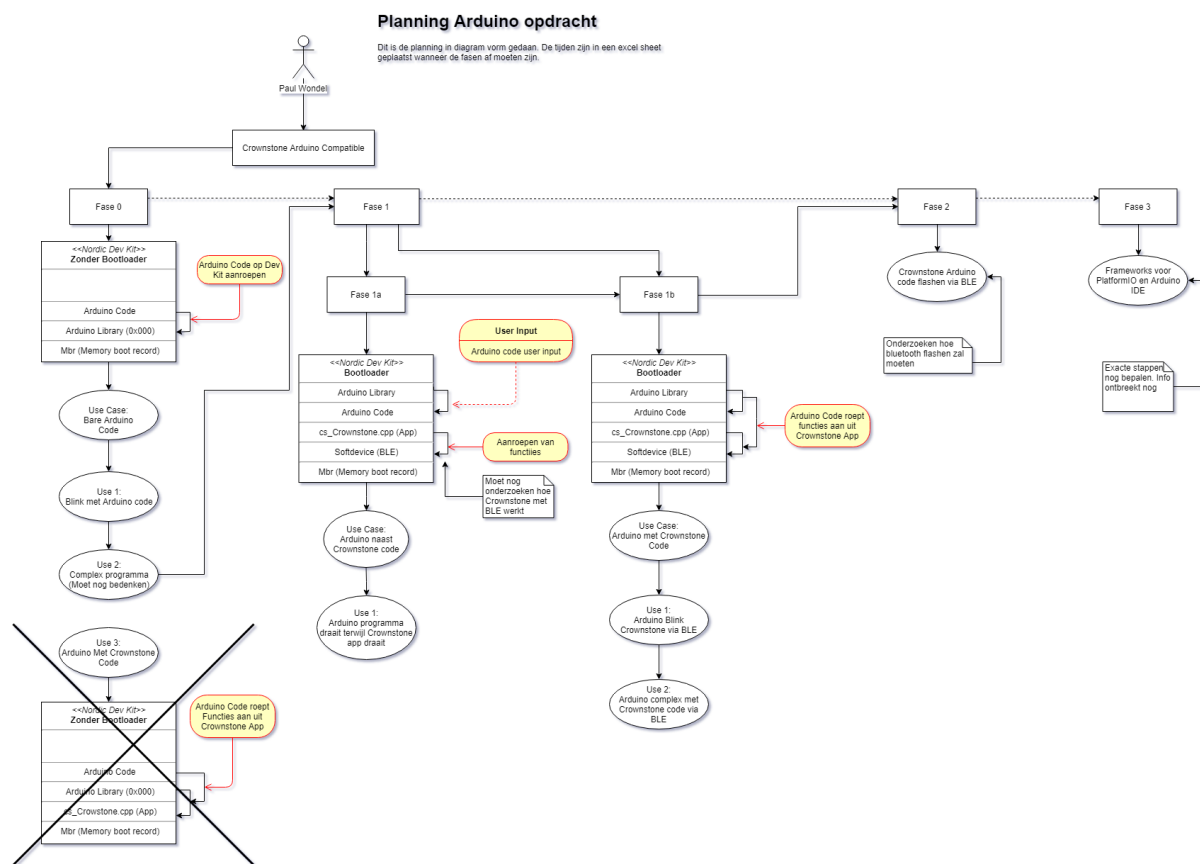 Planning Arduino opdracht
Dit is de planning in diagram vorm gedaan. De tijden zijn in een excel sheet
geplaatst wanneer de fasen af moeten zijn.
Paul Wondel
Crownstone Arduino Compatible
Fase 0
Fase 1
Fase 2
Fase 3
<<Nordic Dev Kit>>
Zonder Bootloader
Arduino Code
Arduino Library (0x000)
Mbr (Memory boot record)
Arduino Code op Dev
Kit aanroepen
Use Case:
Bare Arduino
Code
Use 1:
Blink met Arduino code
Use 2:
Complex programma
(Moet nog bedenken)
Use 3:
Arduino Met Crownstone
Code
<<Nordic Dev Kit>>
Zonder Bootloader
Arduino Code
Arduino Library (0x000)
cs_Crowstone.cpp (App)
Mbr (Memory boot record)
Arduino Code roept
Functies aan uit
Crownstone App
Fase 1a
Fase 1b
<<Nordic Dev Kit>>
Bootloader
Arduino Library
Arduino Code
cs_Crownstone.cpp (App)
Softdevice (BLE)
Mbr (Memory boot record)
User Input
Arduino code user input
Aanroepen van
functiies
Moet nog
onderzoeken hoe
Crownstone met
BLE werkt
Use Case:
Arduino naast
Crownstone code
Use 1:
Arduino programma
draait terwijl Crownstone
app draait
<<Nordic Dev Kit>>
Bootloader
Arduino Library
Arduino Code
cs_Crownstone.cpp (App)
Softdevice (BLE)
Mbr (Memory boot record)
Arduino Code roept
functies aan uit
Crownstone App
Use Case:
Arduino met Crownstone
Code
Use 1:
Arduino Blink
Crownstone via BLE
Use 2:
Arduino complex met
Crownstone code via
BLE
Crownstone Arduino
code flashen via BLE
Onderzoeken hoe
bluetooth flashen zal
moeten
Frameworks voor
PlatformIO en Arduino
IDE
Exacte stappen
nog bepalen. Info
ontbreekt nog